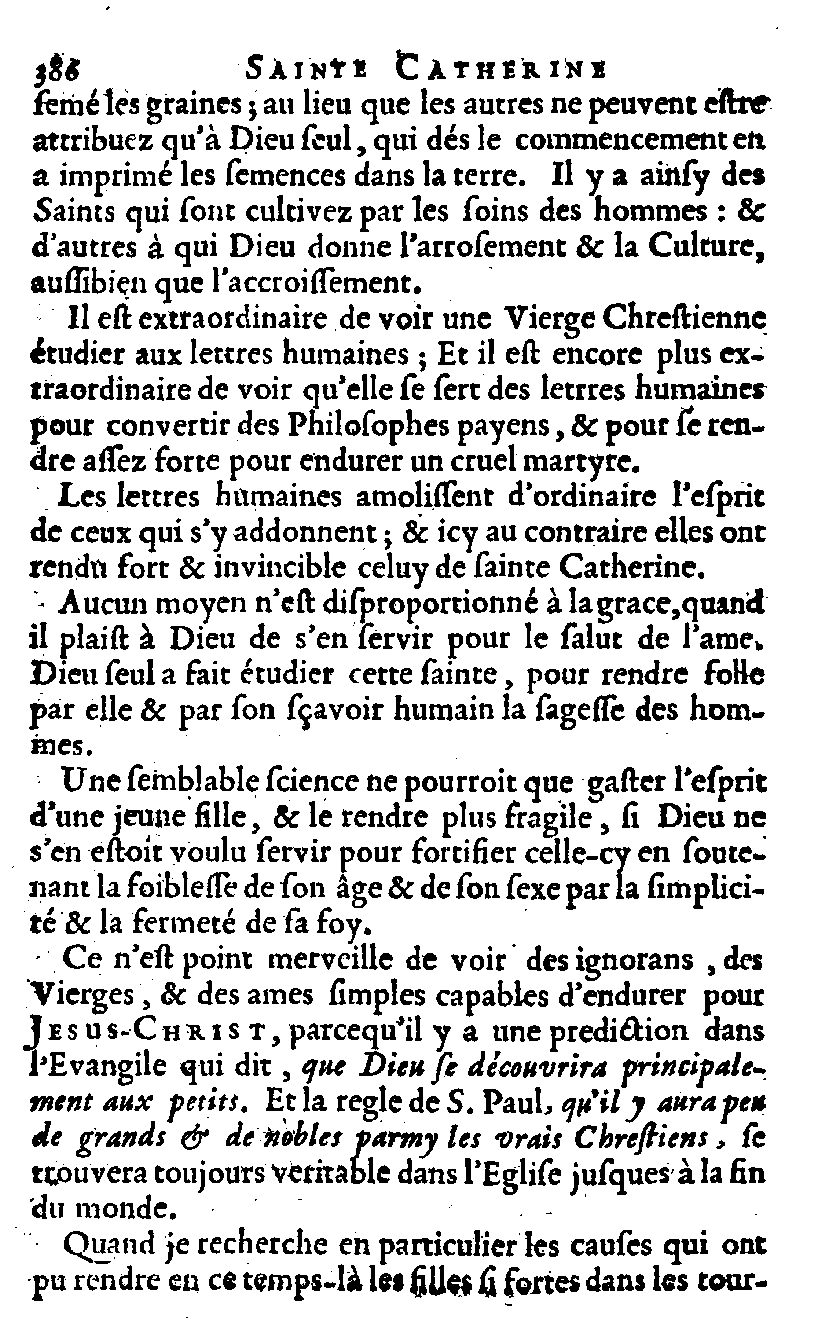 386 SAINTE CATHERINE
ſemé les graines ; au lieu que les autres ne peuvent eſtre
attribuez qu'à Dieu ſeul, qui dés le commencement en
a imprimé les ſemences dans la terre. Il y a ainſy des
Saints qui ſont cultivez par les ſoins des hommes : &
d'autres à qui Dieu donne l'arroſement & la Culture,
auſſibien que l'accroiſſement.
Il eſt extraordinaire de voir une Vierge Chreſtienne
étudier aux lettres humaines ; Et il eſt encore plus ex-
traordinaire de voir qu'elle ſe ſert des letrres humaines
pour convertir des Philoſophes payens, & pour ſe ren-
dre aſſez forte pour endurer un cruel martyre.
Les lettres humaines amoliſſent d'ordinaire l'eſprit
de ceux qui s'y addonnent ; & icy au contraire elles ont
rendu fort & invincible celuy de ſainte Catherine.
Aucun moyen n'eſt diſproportionné à la grace, quand
il plaiſt à Dieu de s'en ſervir pour le ſalut de l'ame.
Dieu ſeul a fait étudier cette ſainte, pour rendre folle
par elle & par ſon ſçavoir humain la ſageſſe des hom-
mes.
Une ſemblable ſcience ne pourroit que gaſter l'eſprit
d'une jeune fille, & le rendre plus fragile, ſi Dieu ne
s'en eſtoit voulu ſervir pour fortifier celle-cy en ſoute-
nant la foibleſſe de ſon âge & de ſon ſexe par la ſimplici-
té & la fermeté de ſa foy.
Ce n'eſt point merveille de voir des ignorans, des
Vierges, & des ames ſimples capables d'endurer pour
JESUS-CHRIST, parcequ'il y a une prediction dans
l'Evangile qui dit, que Dieu ſe découvrira principale-
ment aux petits. Et la regle de S. Paul, qu'il y aura peu
de grands & de nobles parmy les vrais Chreſtiens, ſe
trouvera toujours veritable dans l'Egliſe juſques à la fin
du monde.
Quand je recherche en particulier les cauſes qui ont
pu rendre en ce temps-là les filles ſi fortes dans les tour-